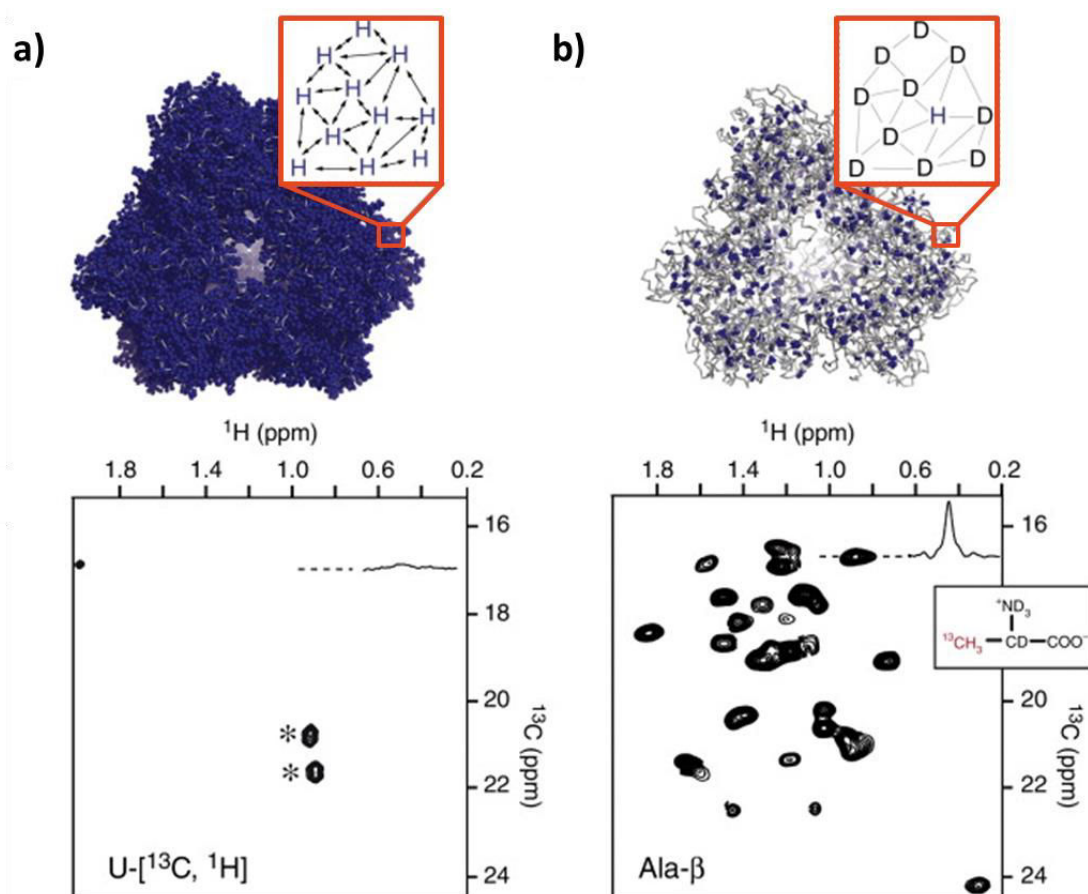 a)
H
H H
H H
H H
H
H H H
b)
D
D D
D D
H D
D
D D D
¹H (ppm)
1.8 1.4 1.0 0.6 0.2
16
18
20
22
24
¹³C (ppm)
*
*
U-[¹³C, ¹H]
¹H (ppm)
1.8 1.4 1.0 0.6 0.2
16
18
20
22
24
¹³C (ppm)
⁺ND₃
¹³CH₃—CD—COO⁻
Ala-β